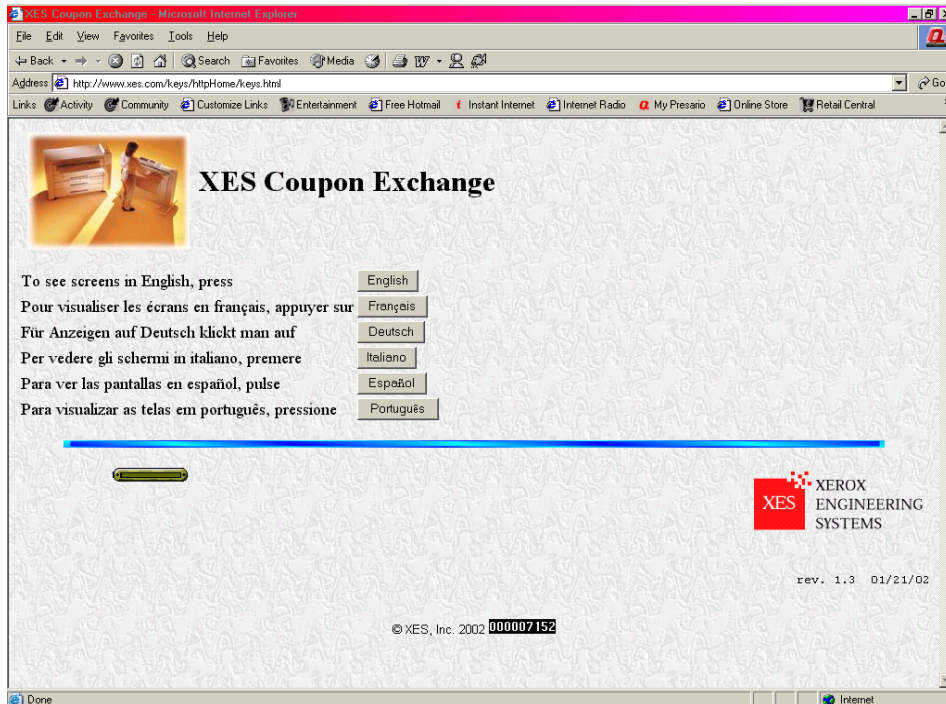 XES Coupon Exchange - Microsoft Internet Explorer
File Edit View Favorites Tools Help
Back Search Favorites Media
Address http://www.xes.com/keys/httpHome/keys.html Go
Links Activity Community Customize Links Entertainment Free Hotmail Instant Internet Internet Radio My Presario Online Store Retail Central
XES Coupon Exchange
To see screens in English, press English
Pour visualiser les écrans en français, appuyer sur Français
Für Anzeigen auf Deutsch klickt man auf Deutsch
Per vedere gli schermi in italiano, premere Italiano
Para ver las pantallas en español, pulse Español
Para visualizar as telas em português, pressione Português
XES
XEROX
ENGINEERING
SYSTEMS
rev. 1.3 01/21/02
© XES, Inc. 2002 000007152
Done Internet